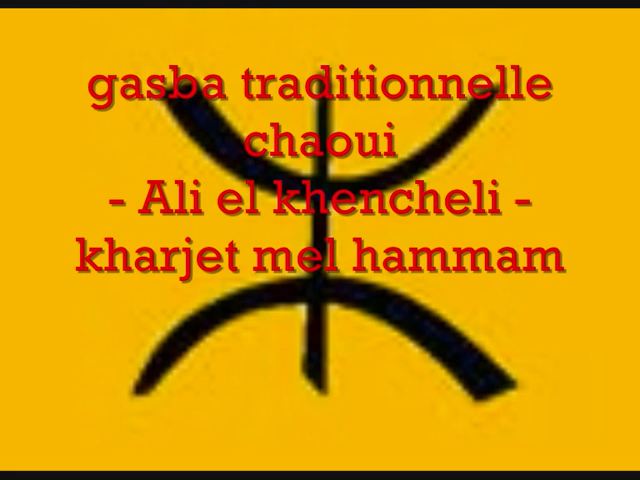 gasba traditionnelle
chaoui
- Ali el khencheli -
kharjet mel hammam